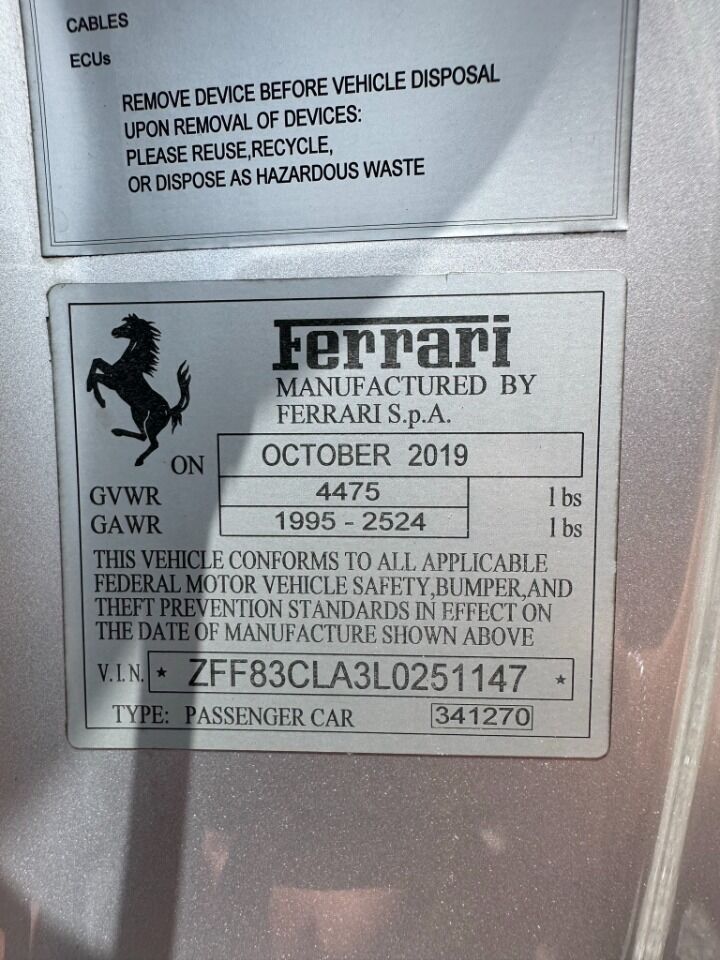 CABLES
ECUs
REMOVE DEVICE BEFORE VEHICLE DISPOSAL
UPON REMOVAL OF DEVICES:
PLEASE REUSE,RECYCLE,
OR DISPOSE AS HAZARDOUS WASTE
Ferrari
MANUFACTURED BY
FERRARI S.p.A.
ON OCTOBER 2019
GVWR 4475 lbs
GAWR 1995 - 2524 lbs
THIS VEHICLE CONFORMS TO ALL APPLICABLE
FEDERAL MOTOR VEHICLE SAFETY,BUMPER,AND
THEFT PREVENTION STANDARDS IN EFFECT ON
THE DATE OF MANUFACTURE SHOWN ABOVE
V.I.N. * ZFF83CLA3L0251147 *
TYPE: PASSENGER CAR 341270